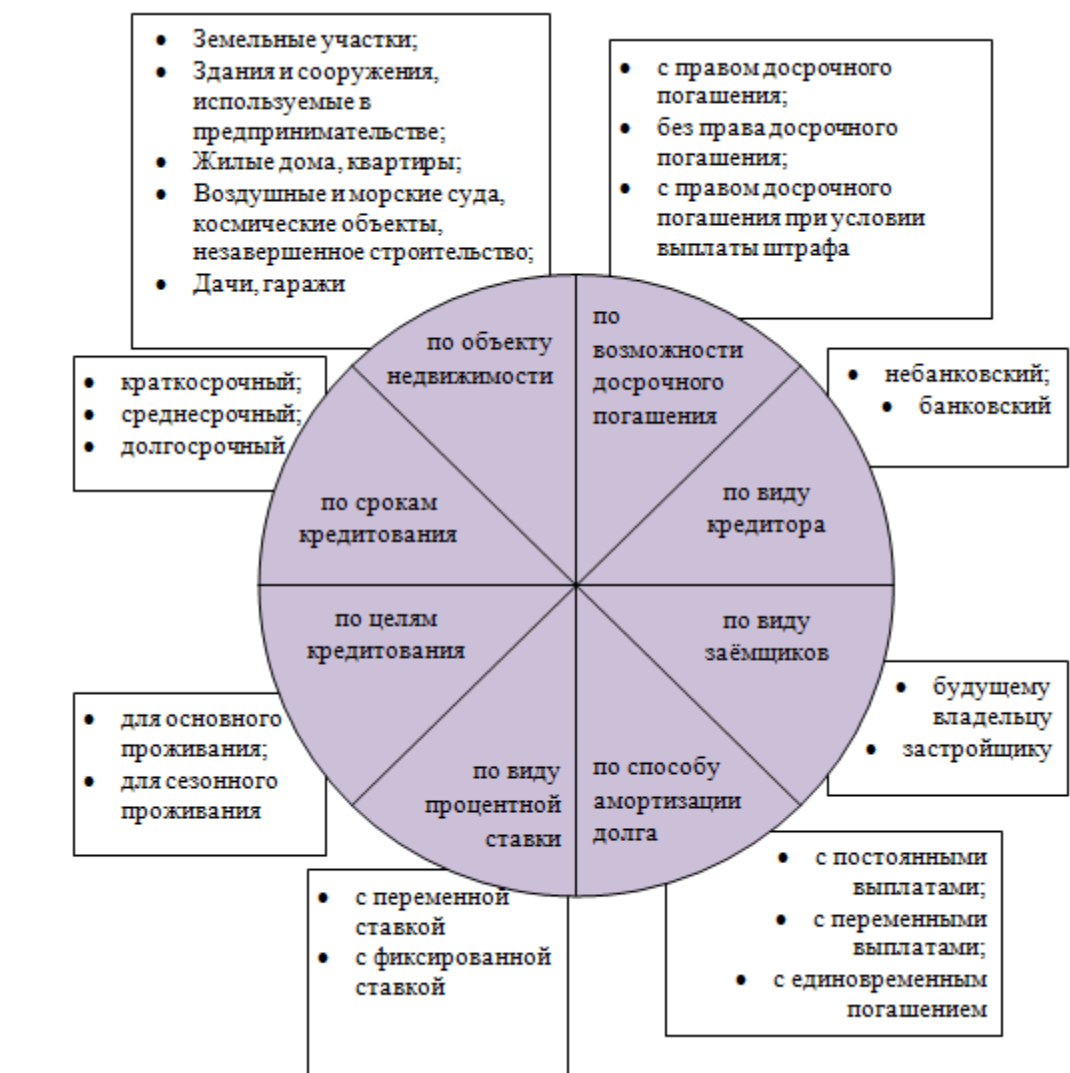 • Земельные участки;
• Здания и сооружения,
используемые в
предпринимательстве;
• Жилые дома, квартиры;
• Воздушные и морские суда,
космические объекты,
незавершенное строительство;
• Дачи, гаражи
• с правом досрочного
погашения;
• без права досрочного
погашения;
• с правом досрочного
погашения при условии
выплаты штрафа
по объекту
недвижимости
по
возможности
досрочного
погашения
• краткосрочный;
• среднесрочный;
• долгосрочный
• небанковский;
• банковский
по срокам
кредитования
по виду
кредитора
по целям
кредитования
по виду
заёмщиков
• для основного
проживания;
• для сезонного
проживания
• будущему
владельцу
• застройщику
по виду
процентной
ставки
по способу
амортизации
долга
• с переменной
ставкой
• с фиксированной
ставкой
• с постоянными
выплатами;
• с переменными
выплатами;
• с единовременным
погашением